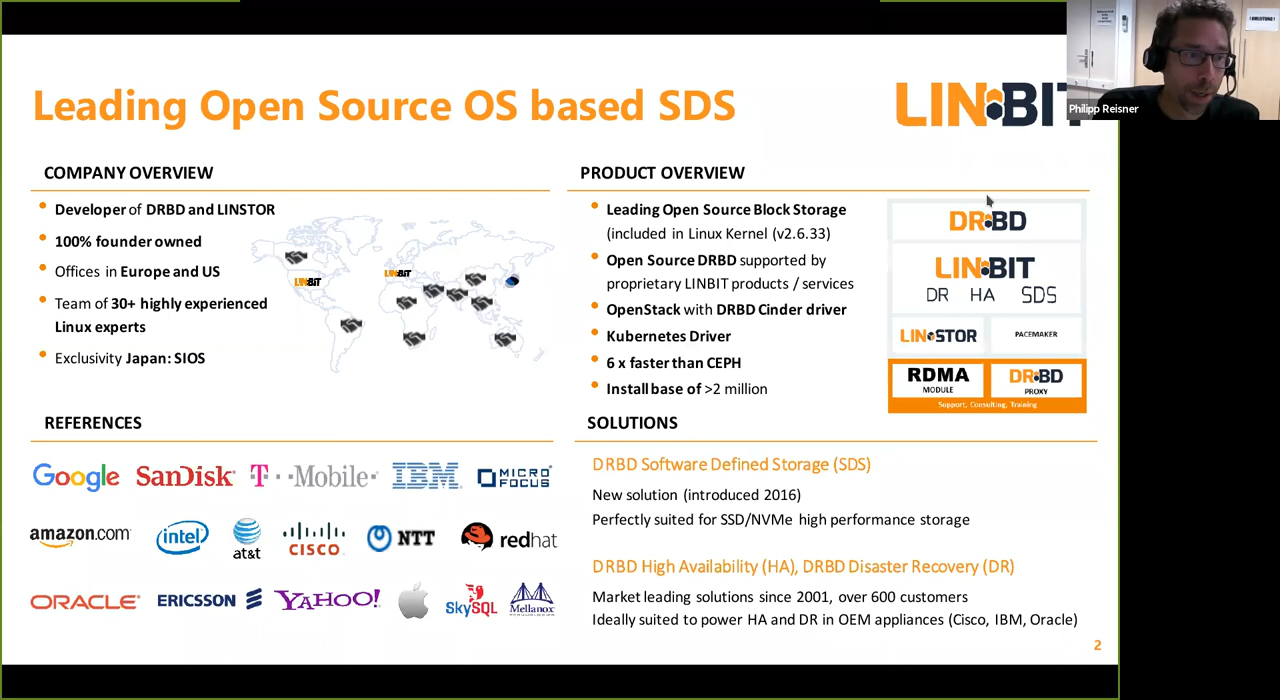 Leading Open Source OS based SDS
LINBIT
Philipp Reisner
COMPANY OVERVIEW
Developer of DRBD and LINSTOR
100% founder owned
Offices in Europe and US
Team of 30+ highly experienced
Linux experts
Exclusivity Japan: SIOS
LINBIT
LINBIT
PRODUCT OVERVIEW
Leading Open Source Block Storage
(included in Linux Kernel (v2.6.33)
Open Source DRBD supported by
proprietary LINBIT products / services
OpenStack with DRBD Cinder driver
Kubernetes Driver
6 x faster than CEPH
Install base of >2 million
DRBD
LINBIT
DR HA SDS
LINSTOR
PACEMAKER
RDMA
MODULE
DRBD
PROXY
Support, Consulting, Training
REFERENCES
Google SanDisk T··Mobile· IBM MICRO FOCUS
amazon.com intel at&t CISCO NTT redhat
ORACLE ERICSSON YAHOO! SkySQL Mellanox
SOLUTIONS
DRBD Software Defined Storage (SDS)
New solution (introduced 2016)
Perfectly suited for SSD/NVMe high performance storage
DRBD High Availability (HA), DRBD Disaster Recovery (DR)
Market leading solutions since 2001, over 600 customers
Ideally suited to power HA and DR in OEM appliances (Cisco, IBM, Oracle)
2